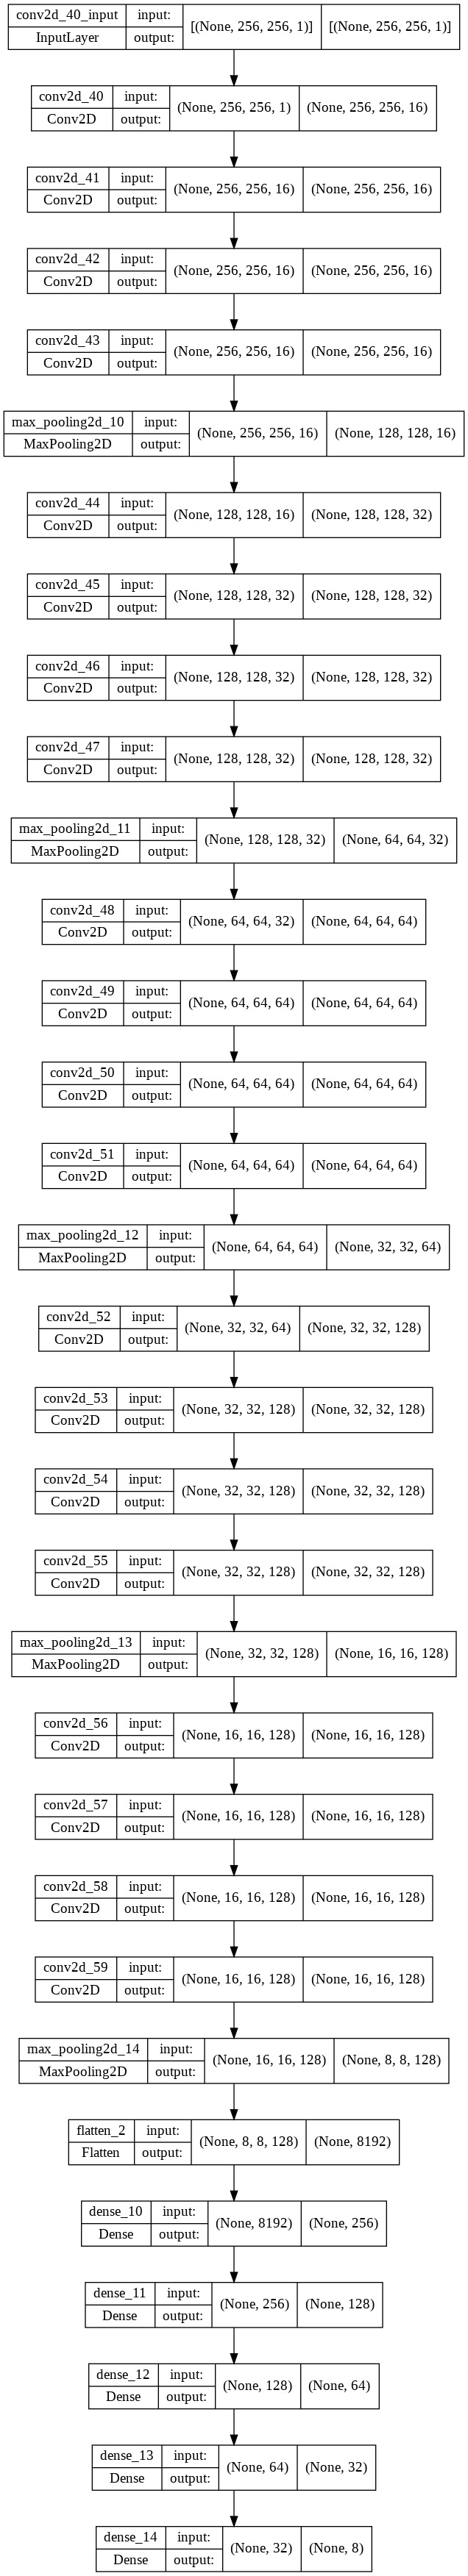 conv2d_40_input input: [(None, 256, 256, 1)] [(None, 256, 256, 1)]
InputLayer output:
conv2d_40 input: (None, 256, 256, 1) (None, 256, 256, 16)
Conv2D output:
conv2d_41 input: (None, 256, 256, 16) (None, 256, 256, 16)
Conv2D output:
conv2d_42 input: (None, 256, 256, 16) (None, 256, 256, 16)
Conv2D output:
conv2d_43 input: (None, 256, 256, 16) (None, 256, 256, 16)
Conv2D output:
max_pooling2d_10 input: (None, 256, 256, 16) (None, 128, 128, 16)
MaxPooling2D output:
conv2d_44 input: (None, 128, 128, 16) (None, 128, 128, 32)
Conv2D output:
conv2d_45 input: (None, 128, 128, 32) (None, 128, 128, 32)
Conv2D output:
conv2d_46 input: (None, 128, 128, 32) (None, 128, 128, 32)
Conv2D output:
conv2d_47 input: (None, 128, 128, 32) (None, 128, 128, 32)
Conv2D output:
max_pooling2d_11 input: (None, 128, 128, 32) (None, 64, 64, 32)
MaxPooling2D output:
conv2d_48 input: (None, 64, 64, 32) (None, 64, 64, 64)
Conv2D output:
conv2d_49 input: (None, 64, 64, 64) (None, 64, 64, 64)
Conv2D output:
conv2d_50 input: (None, 64, 64, 64) (None, 64, 64, 64)
Conv2D output:
conv2d_51 input: (None, 64, 64, 64) (None, 64, 64, 64)
Conv2D output:
max_pooling2d_12 input: (None, 64, 64, 64) (None, 32, 32, 64)
MaxPooling2D output:
conv2d_52 input: (None, 32, 32, 64) (None, 32, 32, 128)
Conv2D output:
conv2d_53 input: (None, 32, 32, 128) (None, 32, 32, 128)
Conv2D output:
conv2d_54 input: (None, 32, 32, 128) (None, 32, 32, 128)
Conv2D output:
conv2d_55 input: (None, 32, 32, 128) (None, 32, 32, 128)
Conv2D output:
max_pooling2d_13 input: (None, 32, 32, 128) (None, 16, 16, 128)
MaxPooling2D output:
conv2d_56 input: (None, 16, 16, 128) (None, 16, 16, 128)
Conv2D output:
conv2d_57 input: (None, 16, 16, 128) (None, 16, 16, 128)
Conv2D output:
conv2d_58 input: (None, 16, 16, 128) (None, 16, 16, 128)
Conv2D output:
conv2d_59 input: (None, 16, 16, 128) (None, 16, 16, 128)
Conv2D output:
max_pooling2d_14 input: (None, 16, 16, 128) (None, 8, 8, 128)
MaxPooling2D output:
flatten_2 input: (None, 8, 8, 128) (None, 8192)
Flatten output:
dense_10 input: (None, 8192) (None, 256)
Dense output:
dense_11 input: (None, 256) (None, 128)
Dense output:
dense_12 input: (None, 128) (None, 64)
Dense output:
dense_13 input: (None, 64) (None, 32)
Dense output:
dense_14 input: (None, 32) (None, 8)
Dense output: